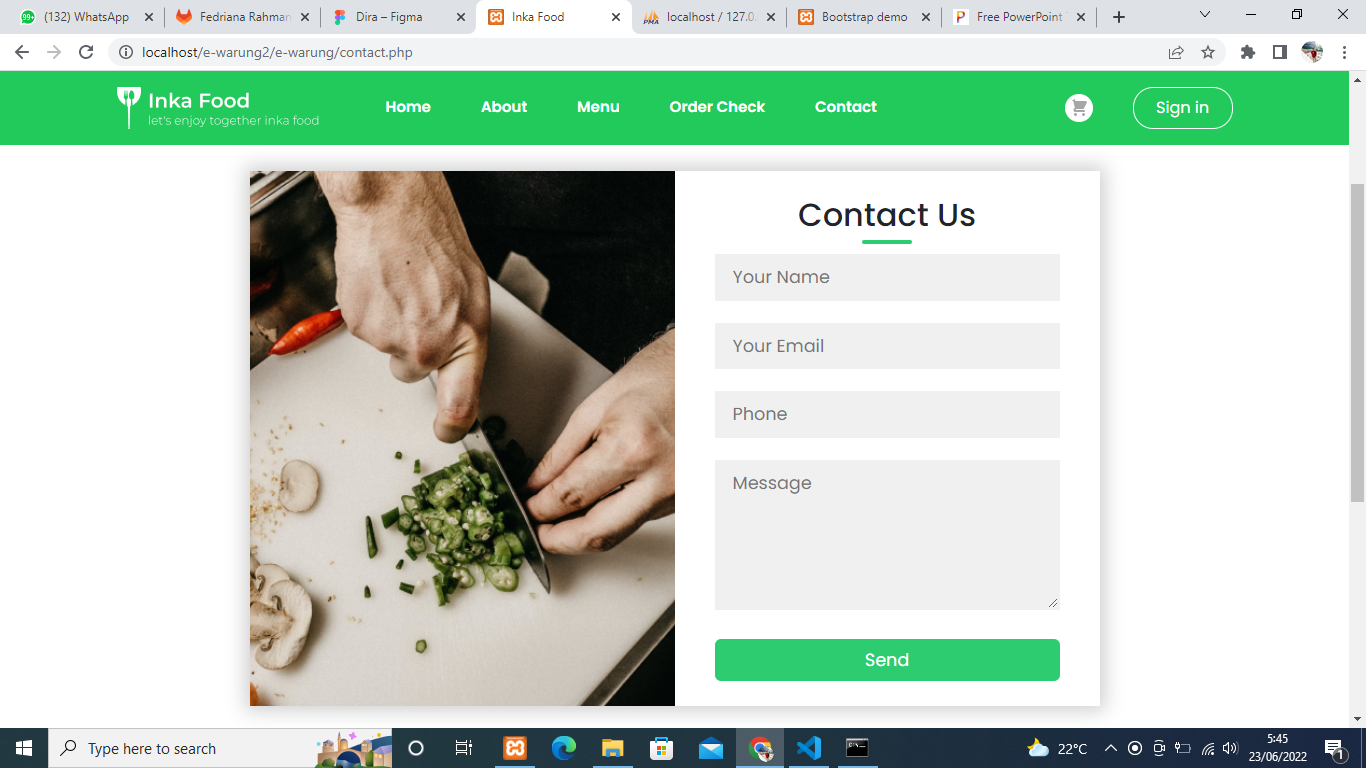 (132) WhatsApp
Fedriana Rahman
Dira – Figma
Inka Food
localhost / 127.0.
Bootstrap demo
Free PowerPoint
localhost/e-warung2/e-warung/contact.php
Inka Food
let's enjoy together inka food
Home About Menu Order Check Contact
Sign in
Contact Us
Your Name
Your Email
Phone
Message
Send
Type here to search
22°C
5:45
23/06/2022
1